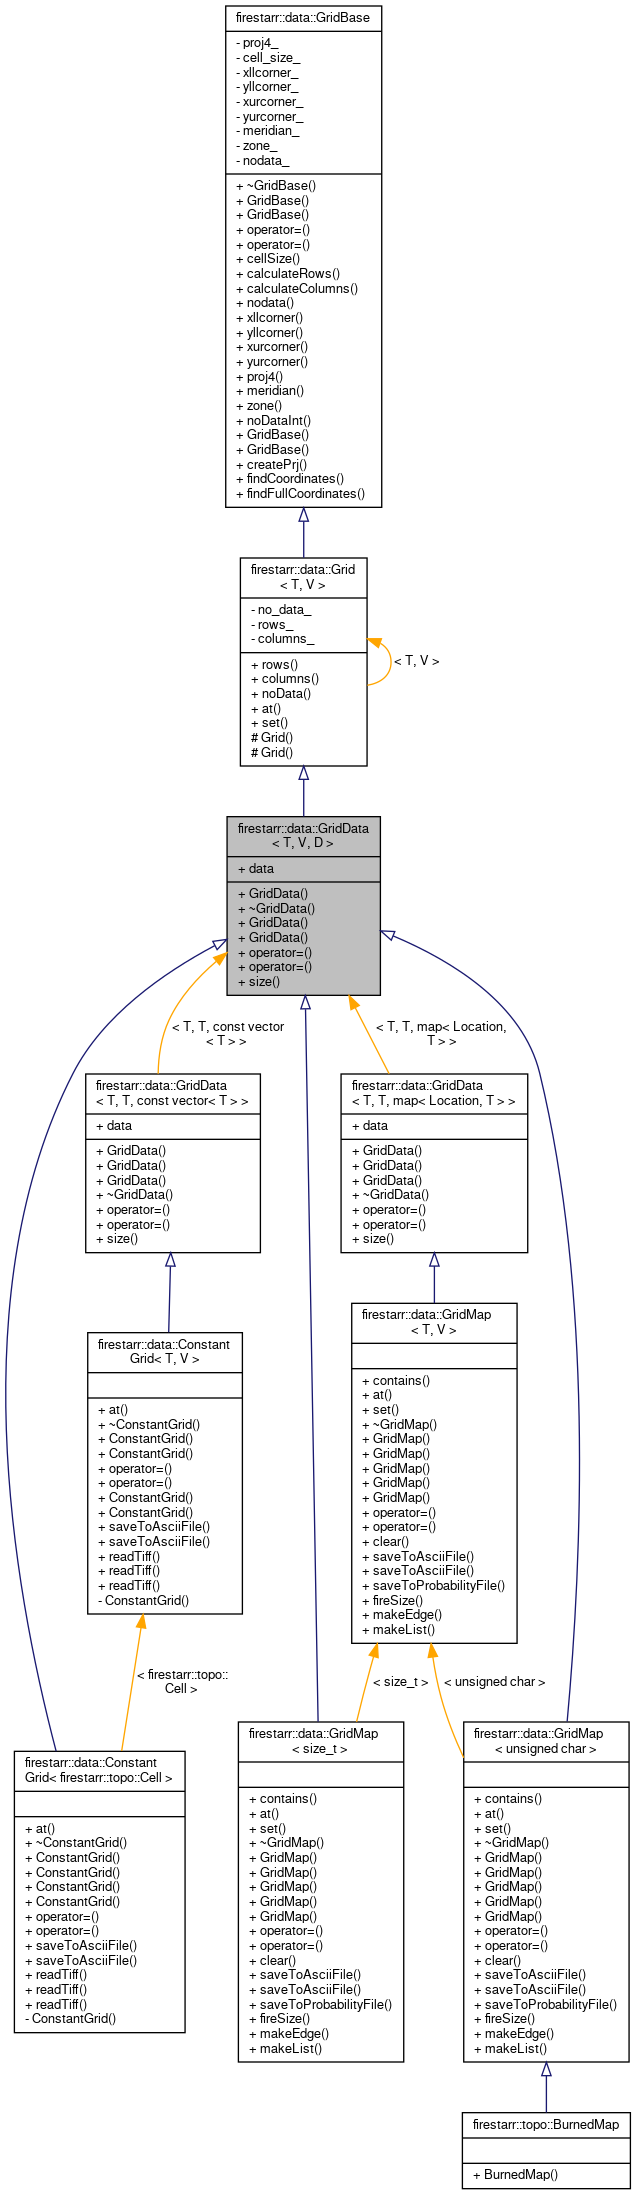 firestarr::data::GridBase
- proj4_
- cell_size_
- xllcorner_
- yllcorner_
- xurcorner_
- yurcorner_
- meridian_
- zone_
- nodata_
+ ~GridBase()
+ GridBase()
+ GridBase()
+ operator=()
+ operator=()
+ cellSize()
+ calculateRows()
+ calculateColumns()
+ nodata()
+ xllcorner()
+ yllcorner()
+ xurcorner()
+ yurcorner()
+ proj4()
+ meridian()
+ zone()
+ noDataInt()
+ GridBase()
+ GridBase()
+ createPrj()
+ findCoordinates()
+ findFullCoordinates()
firestarr::data::Grid
< T, V >
- no_data_
- rows_
- columns_
+ rows()
+ columns()
+ noData()
+ at()
+ set()
# Grid()
# Grid()
< T, V >
firestarr::data::GridData
< T, V, D >
+ data
+ GridData()
+ ~GridData()
+ GridData()
+ GridData()
+ operator=()
+ operator=()
+ size()
< T, T, const vector
< T > >
< T, T, map< Location,
T > >
firestarr::data::GridData
< T, T, const vector< T > >
+ data
+ GridData()
+ GridData()
+ GridData()
+ ~GridData()
+ operator=()
+ operator=()
+ size()
firestarr::data::GridData
< T, T, map< Location, T > >
+ data
+ GridData()
+ GridData()
+ GridData()
+ ~GridData()
+ operator=()
+ operator=()
+ size()
firestarr::data::Constant
Grid< T, V >
+ at()
+ ~ConstantGrid()
+ ConstantGrid()
+ ConstantGrid()
+ operator=()
+ operator=()
+ ConstantGrid()
+ ConstantGrid()
+ saveToAsciiFile()
+ saveToAsciiFile()
+ readTiff()
+ readTiff()
+ readTiff()
- ConstantGrid()
firestarr::data::GridMap
< T, V >
+ contains()
+ at()
+ set()
+ ~GridMap()
+ GridMap()
+ GridMap()
+ GridMap()
+ GridMap()
+ GridMap()
+ operator=()
+ operator=()
+ clear()
+ saveToAsciiFile()
+ saveToAsciiFile()
+ saveToProbabilityFile()
+ fireSize()
+ makeEdge()
+ makeList()
< firestarr::topo::
Cell >
< size_t >
< unsigned char >
firestarr::data::Constant
Grid< firestarr::topo::Cell >
+ at()
+ ~ConstantGrid()
+ ConstantGrid()
+ ConstantGrid()
+ ConstantGrid()
+ ConstantGrid()
+ operator=()
+ operator=()
+ saveToAsciiFile()
+ saveToAsciiFile()
+ readTiff()
+ readTiff()
+ readTiff()
- ConstantGrid()
firestarr::data::GridMap
< size_t >
+ contains()
+ at()
+ set()
+ ~GridMap()
+ GridMap()
+ GridMap()
+ GridMap()
+ GridMap()
+ GridMap()
+ operator=()
+ operator=()
+ clear()
+ saveToAsciiFile()
+ saveToAsciiFile()
+ saveToProbabilityFile()
+ fireSize()
+ makeEdge()
+ makeList()
firestarr::data::GridMap
< unsigned char >
+ contains()
+ at()
+ set()
+ ~GridMap()
+ GridMap()
+ GridMap()
+ GridMap()
+ GridMap()
+ GridMap()
+ operator=()
+ operator=()
+ clear()
+ saveToAsciiFile()
+ saveToAsciiFile()
+ saveToProbabilityFile()
+ fireSize()
+ makeEdge()
+ makeList()
firestarr::topo::BurnedMap
+ BurnedMap()